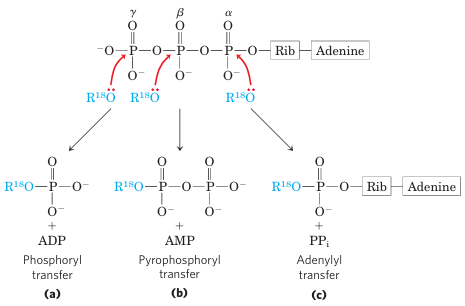 γ β α
O O O
⁻O—P—O—P—O—P—O—Rib—Adenine
O⁻ O⁻ O⁻
R¹⁸O R¹⁸O R¹⁸O
O O O O
R¹⁸O—P—O⁻ R¹⁸O—P—O—P—O⁻ R¹⁸O—P—O—Rib—Adenine
O⁻ O⁻ O⁻ O⁻
+ + +
ADP AMP PPᵢ
Phosphoryl Pyrophosphoryl Adenylyl
transfer transfer transfer
(a) (b) (c)